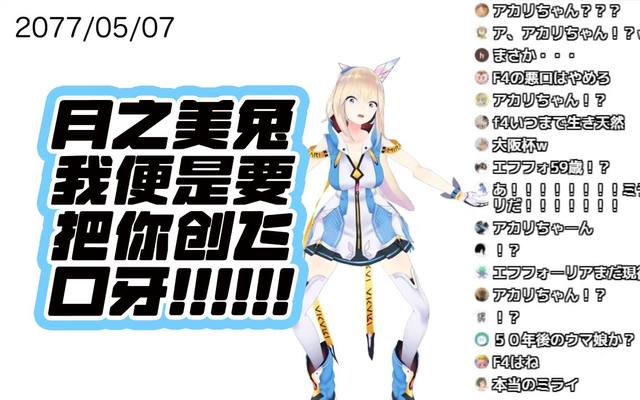 2077/05/07
月之美兔
我便是要
把你创飞
口牙!!!!!!
アカリちゃん？？？
ア、アカリちゃん！？
まさか・・・
F4の悪口はやめろ
アカリちゃん！？
f4いつまで生き天然
大阪杯w
エフフォ59歳！？
あ！！！！！！！！ミラ
リだ！！！！！！！
アカリちゃーん
！？
エフフォーリアまだ現役
アカリちゃん！？
！？
５０年後のウマ娘か？
F4はね
本当のミライ